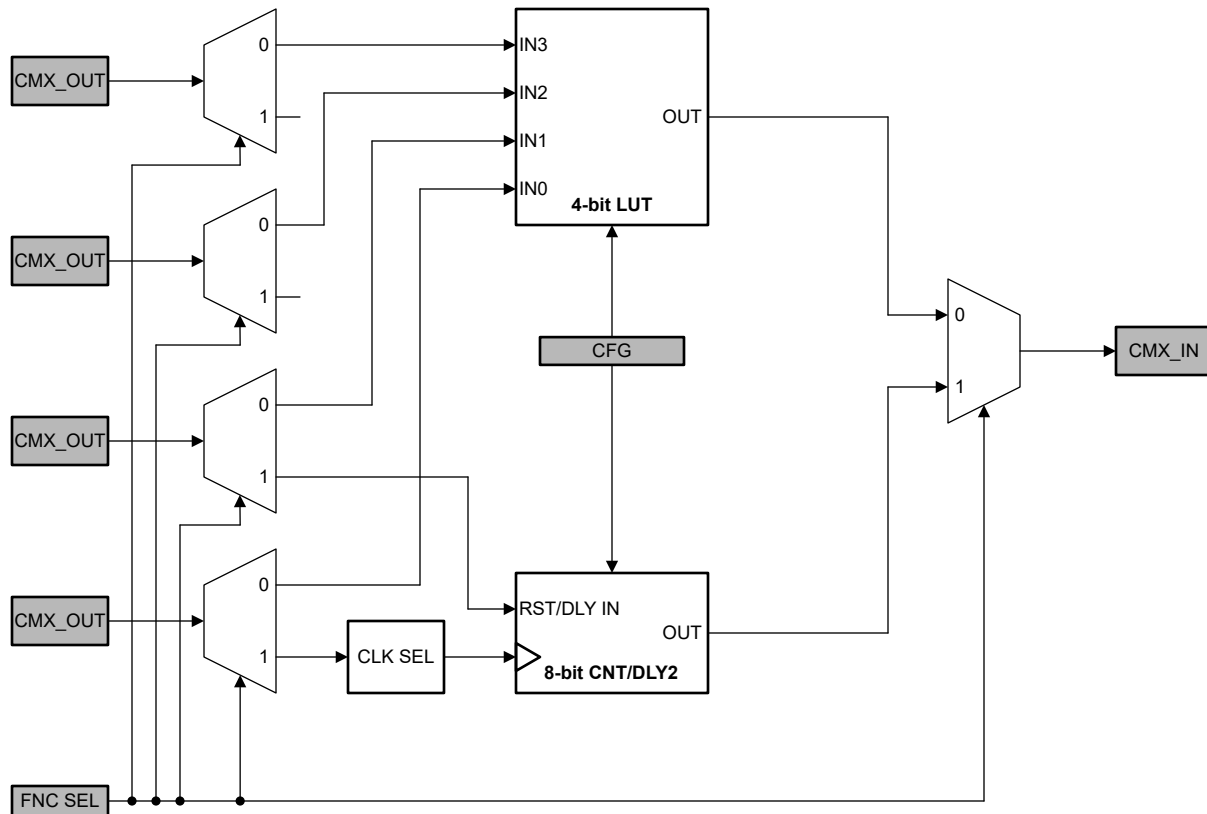 0
IN3
CMX_OUT
IN2
1
OUT
IN1
IN0
4-bit LUT
0
CMX_OUT
1
0
CFG
CMX_IN
1
0
CMX_OUT
1
0
RST/DLY IN
CMX_OUT
OUT
1
CLK SEL
8-bit CNT/DLY2
FNC SEL